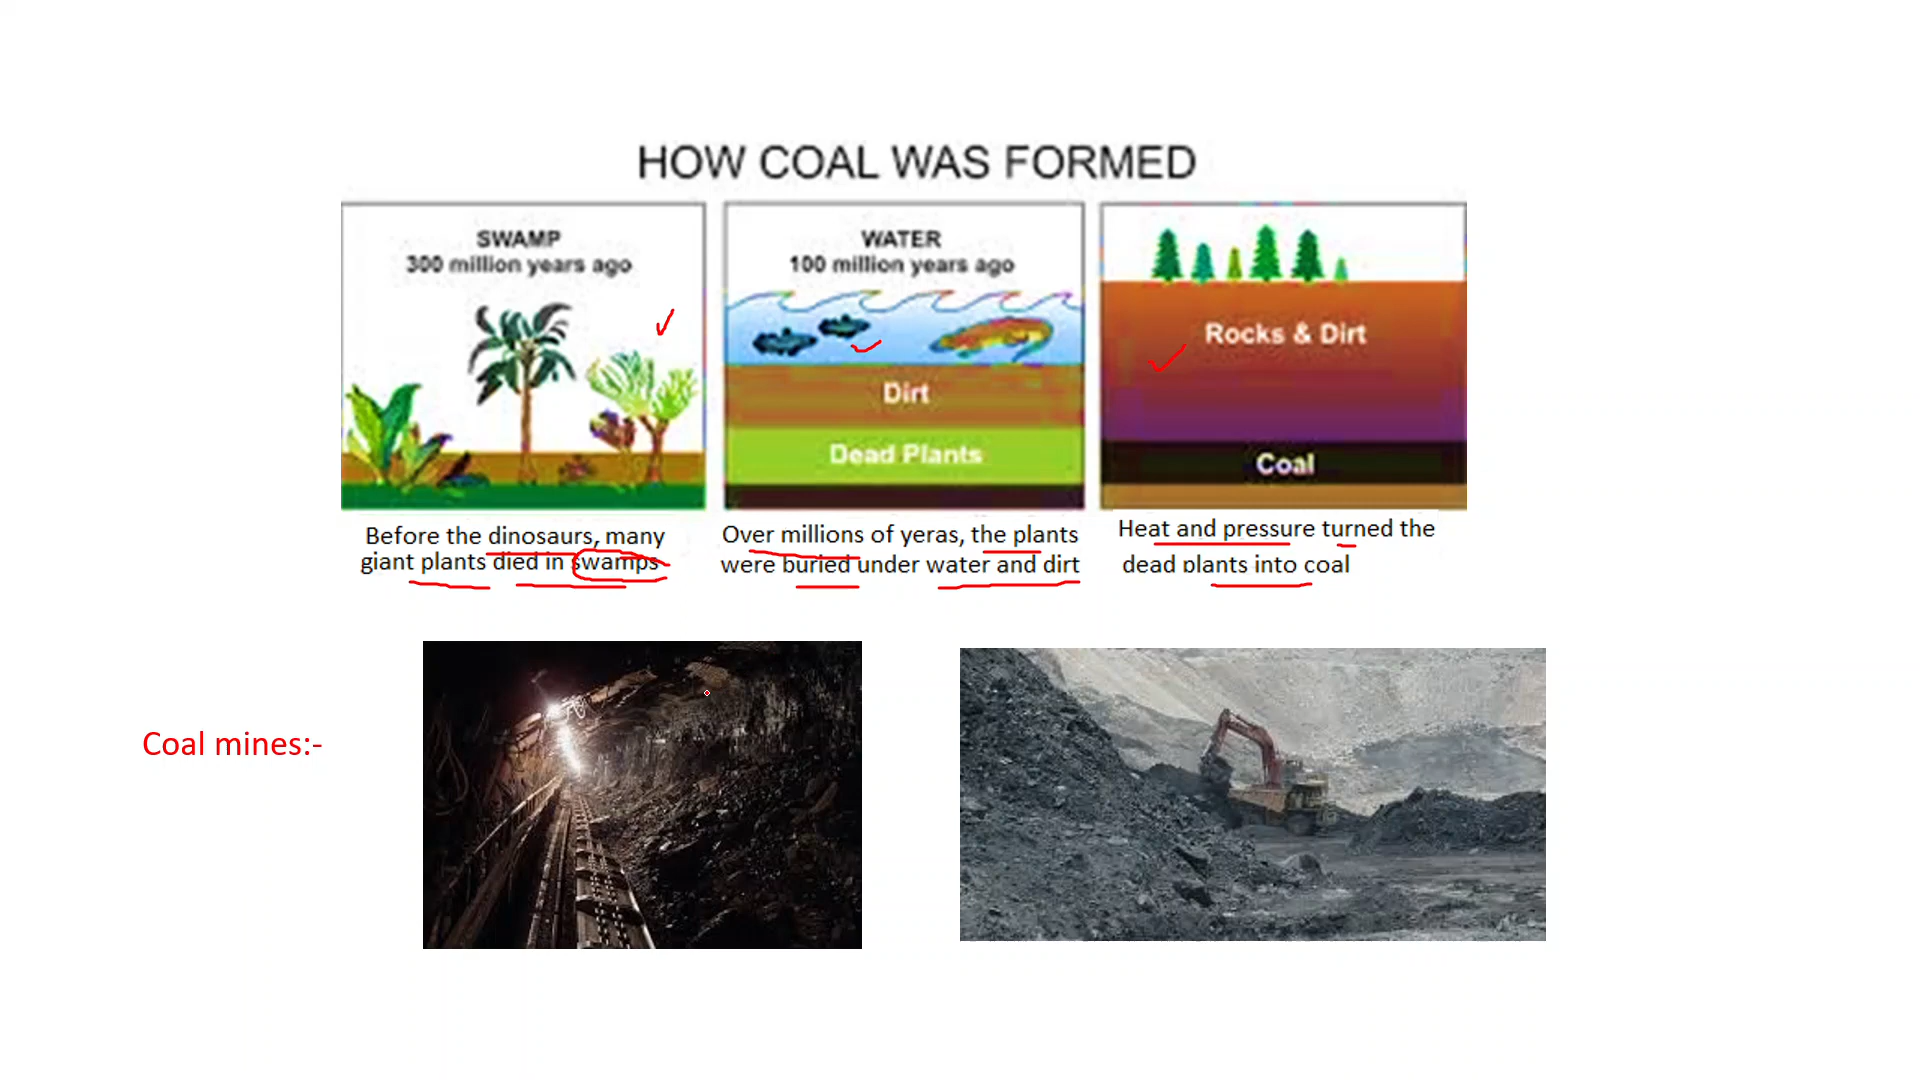 HOW COAL WAS FORMED
SWAMP
300 million years ago
WATER
100 million years ago
Dirt
Dead Plants
Rocks & Dirt
Coal
Before the dinosaurs, many
giant plants died in swamps
Over millions of yeras, the plants
were buried under water and dirt
Heat and pressure turned the
dead plants into coal
Coal mines:-